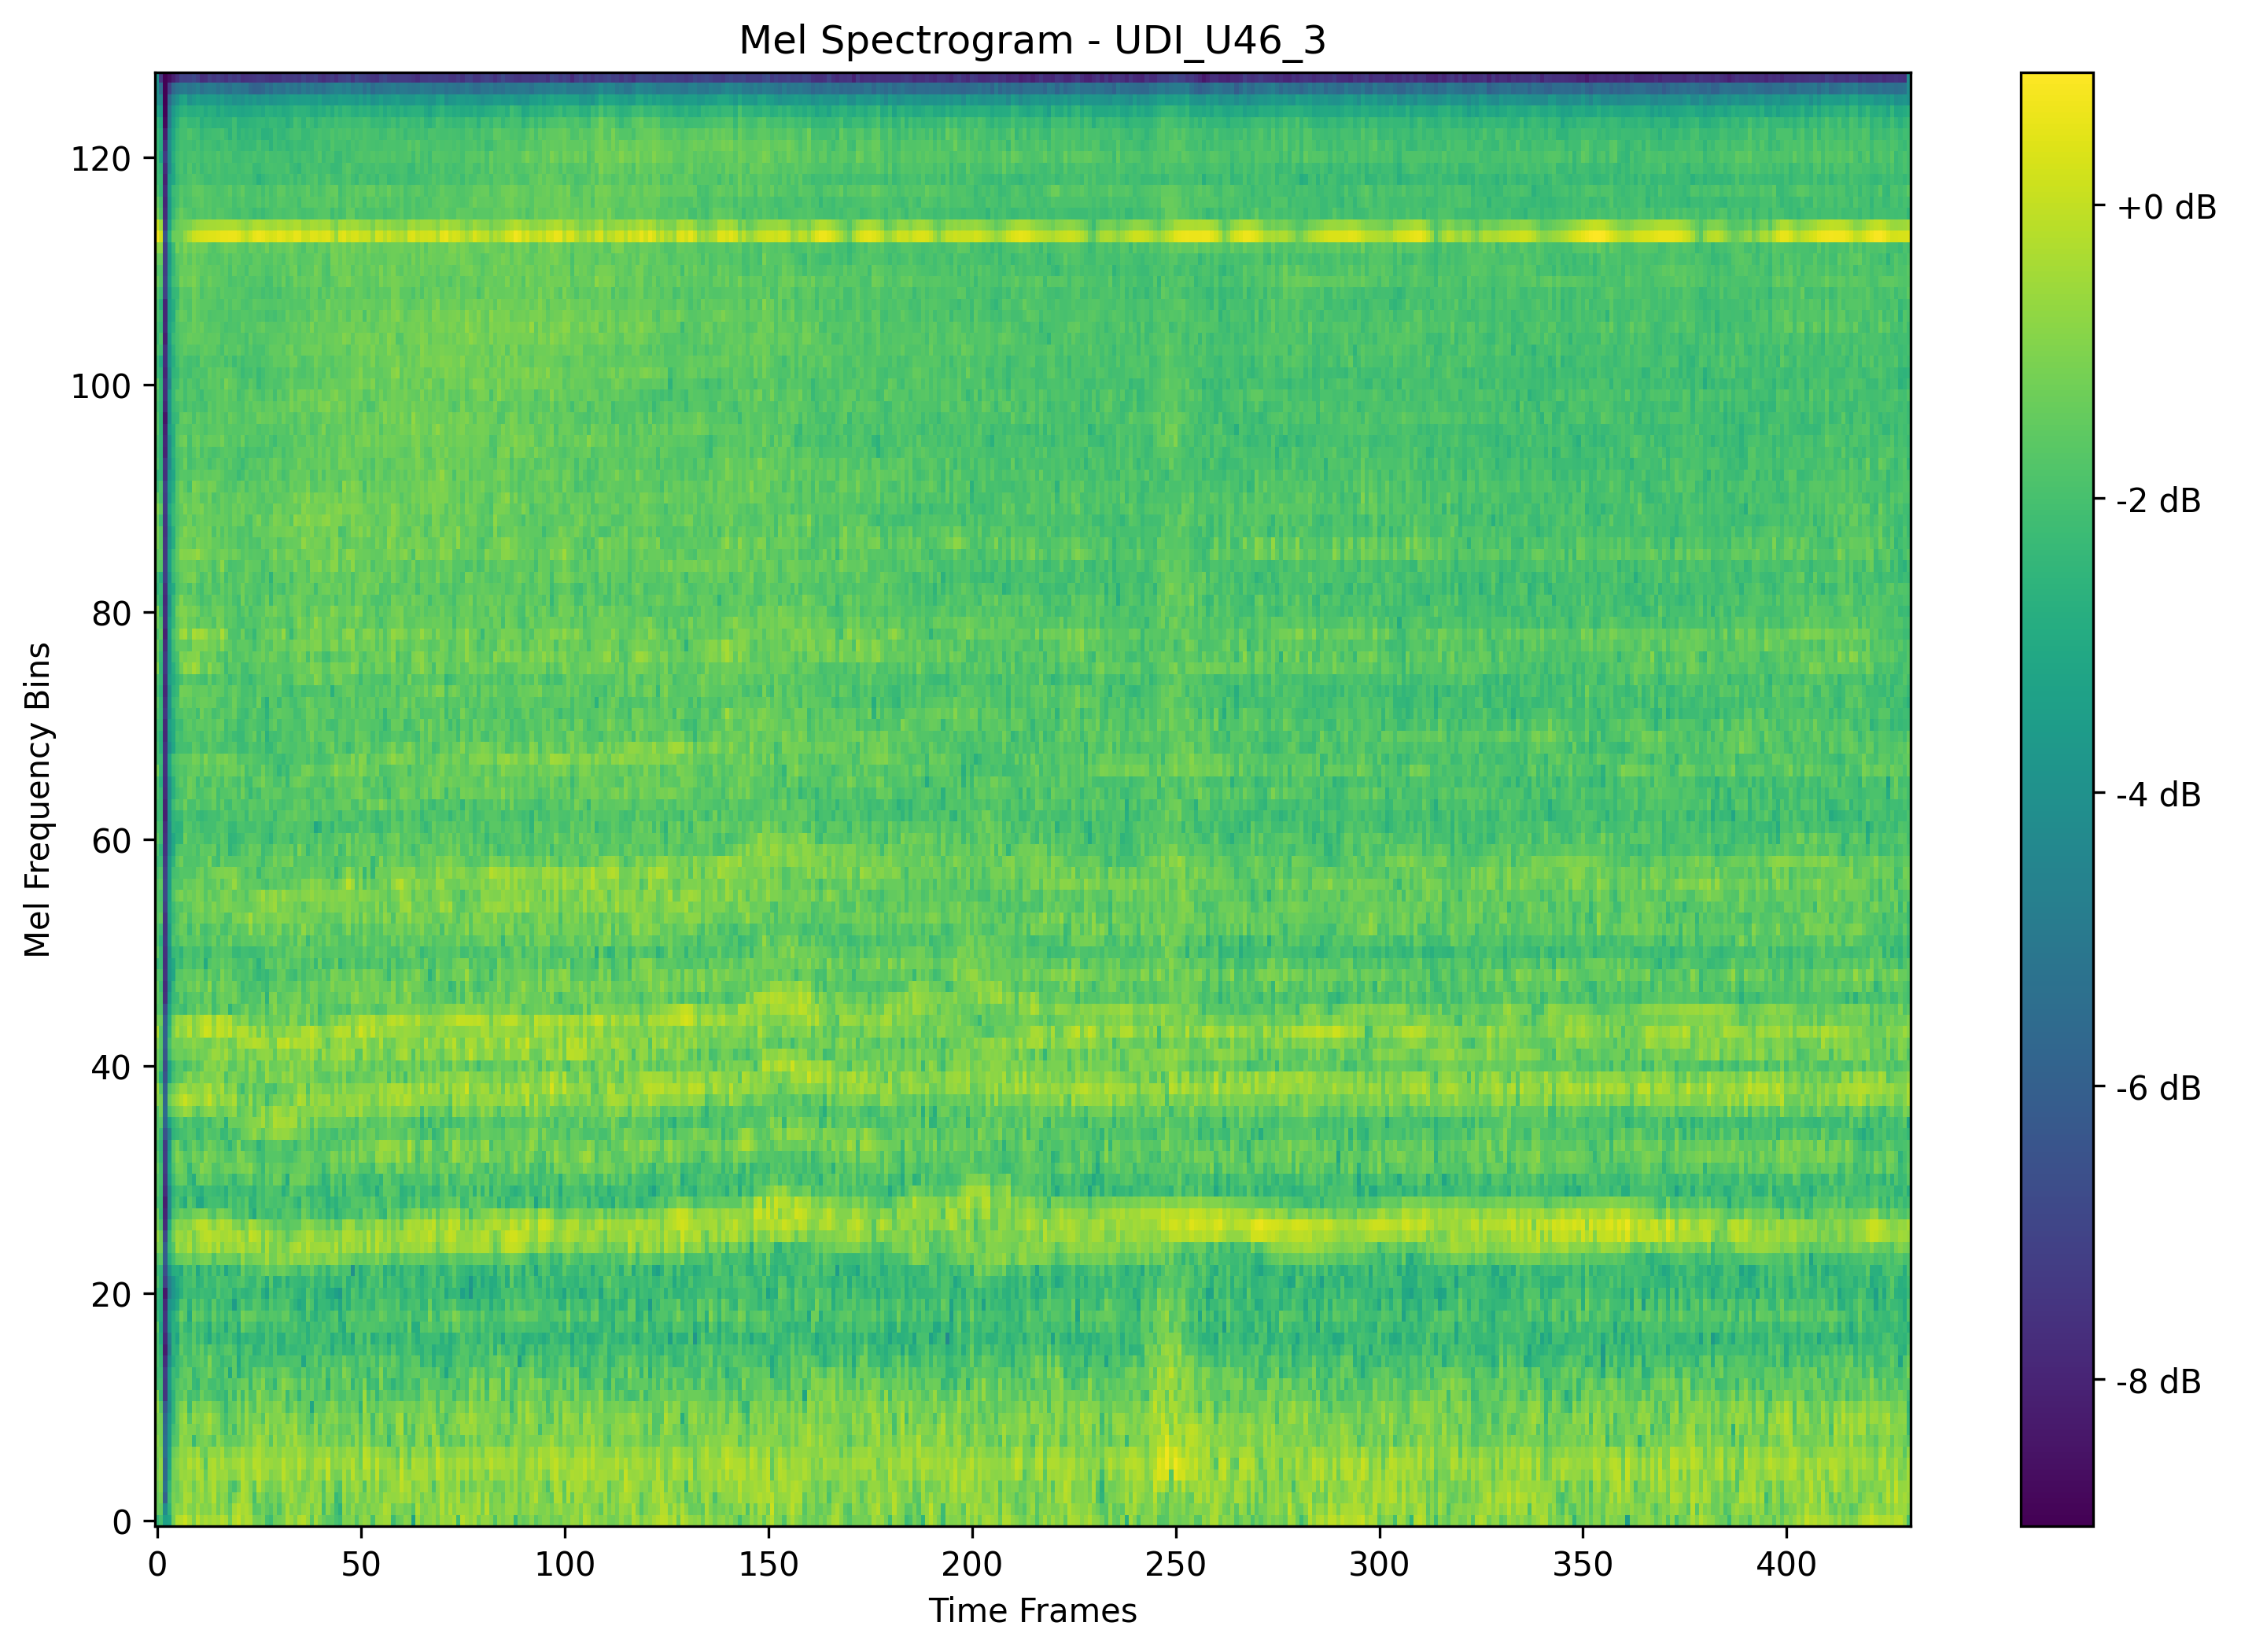 Mel Spectrogram - UDI_U46_3
Mel Frequency Bins
120
100
80
60
40
20
0
0 50 100 150 200 250 300 350 400
Time Frames
+0 dB
-2 dB
-4 dB
-6 dB
-8 dB